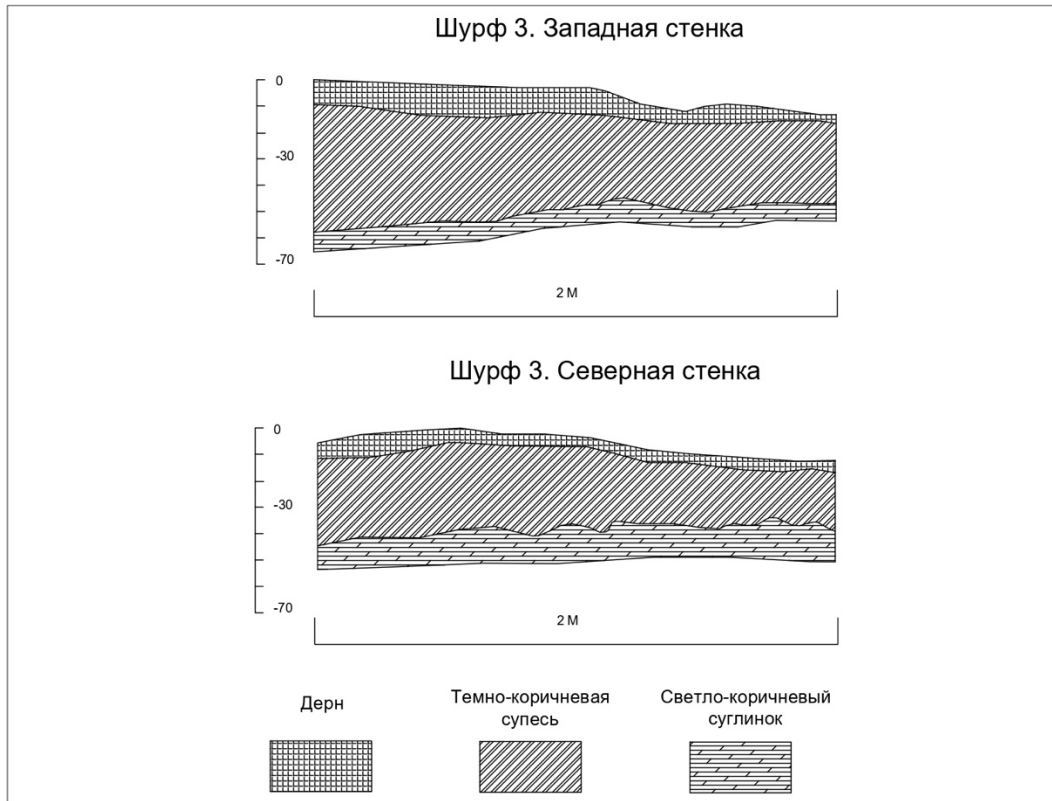 Шурф 3. Западная стенка
0
-30
-70
2 М
Шурф 3. Северная стенка
0
-30
-70
2 М
Дерн
Темно-коричневая
супесь
Светло-коричневый
суглинок